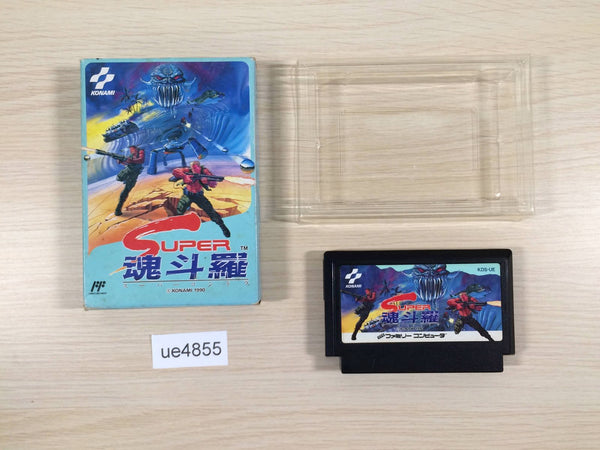 KONAMI
SUPER
TM
魂斗羅
© KONAMI 1990
ue4855
KONAMI
KDS-UE
SUPER
魂斗羅
ファミリー コンピュータ